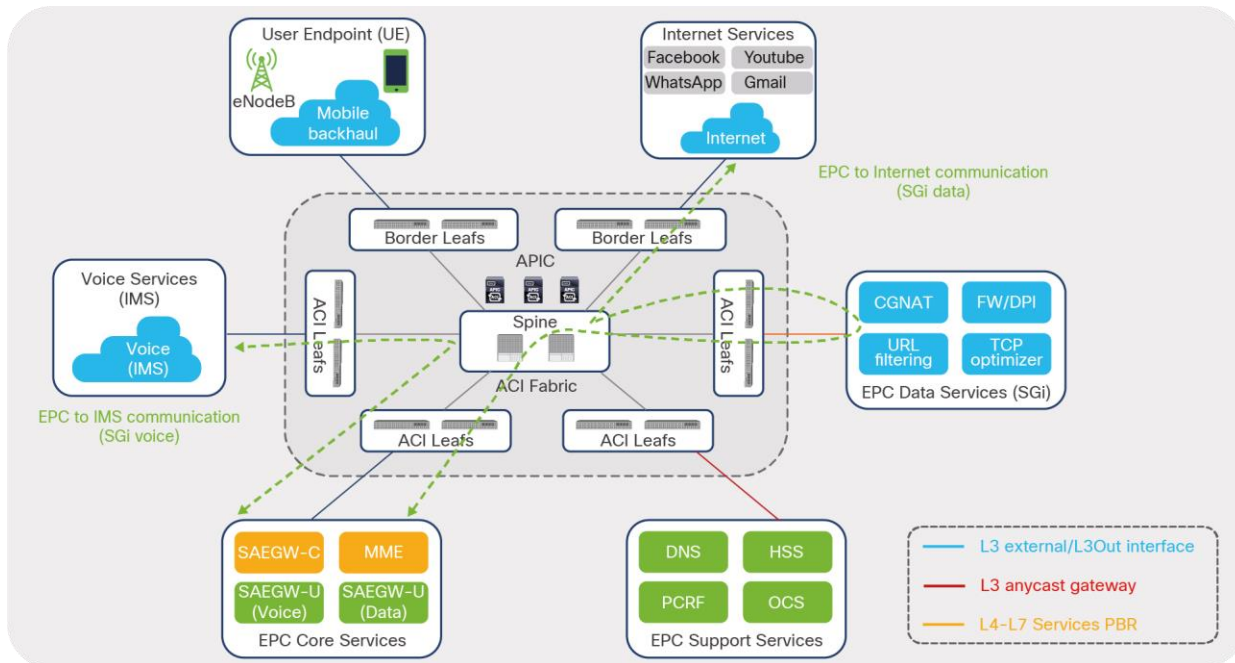 User Endpoint (UE)
eNodeB
Mobile
backhaul
Internet Services
Facebook
Youtube
WhatsApp
Gmail
Internet
EPC to Internet communication
(SGi data)
Border Leafs
Border Leafs
APIC
Voice Services
(IMS)
Voice
(IMS)
ACI Leafs
Spine
ACI Fabric
ACI Leafs
CGNAT
FW/DPI
URL
filtering
TCP
optimizer
EPC Data Services (SGi)
EPC to IMS communication
(SGi voice)
ACI Leafs
ACI Leafs
SAEGW-C
MME
SAEGW-U
(Voice)
SAEGW-U
(Data)
EPC Core Services
DNS
HSS
PCRF
OCS
EPC Support Services
L3 external/L3Out interface
L3 anycast gateway
L4-L7 Services PBR